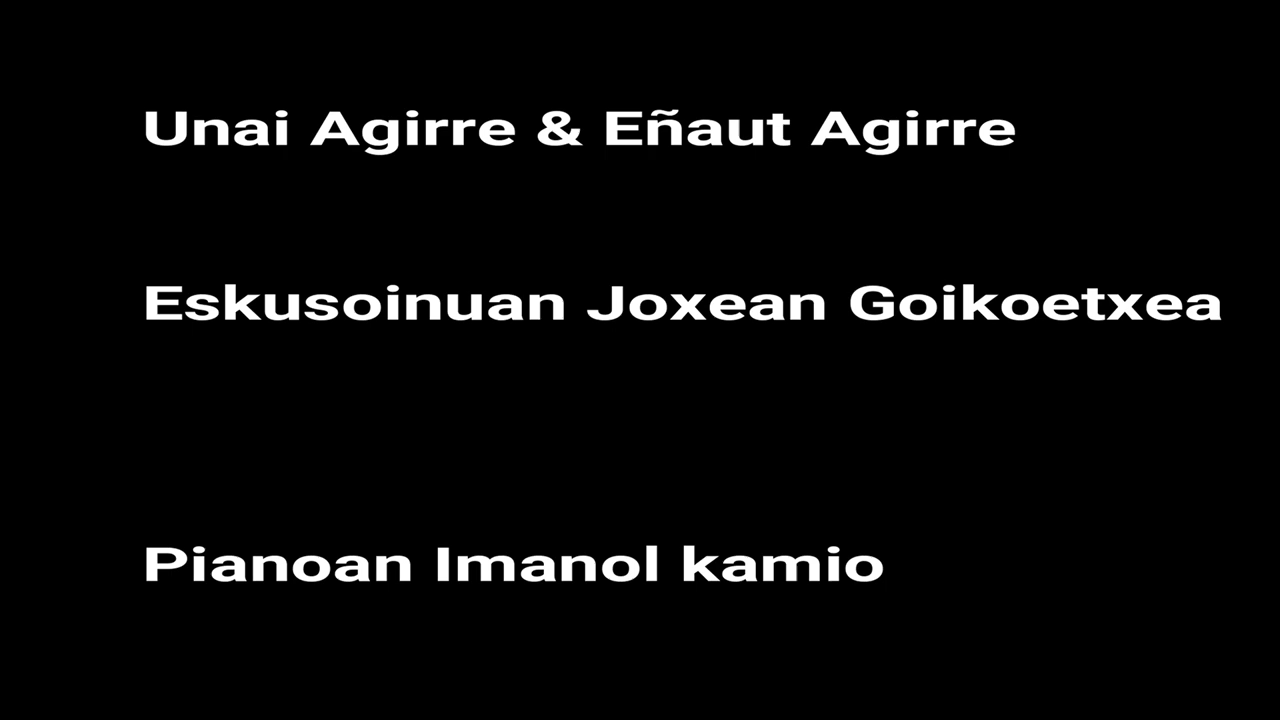 Unai Agirre & Eñaut Agirre
Eskusoinuan Joxean Goikoetxea
Pianoan Imanol kamio